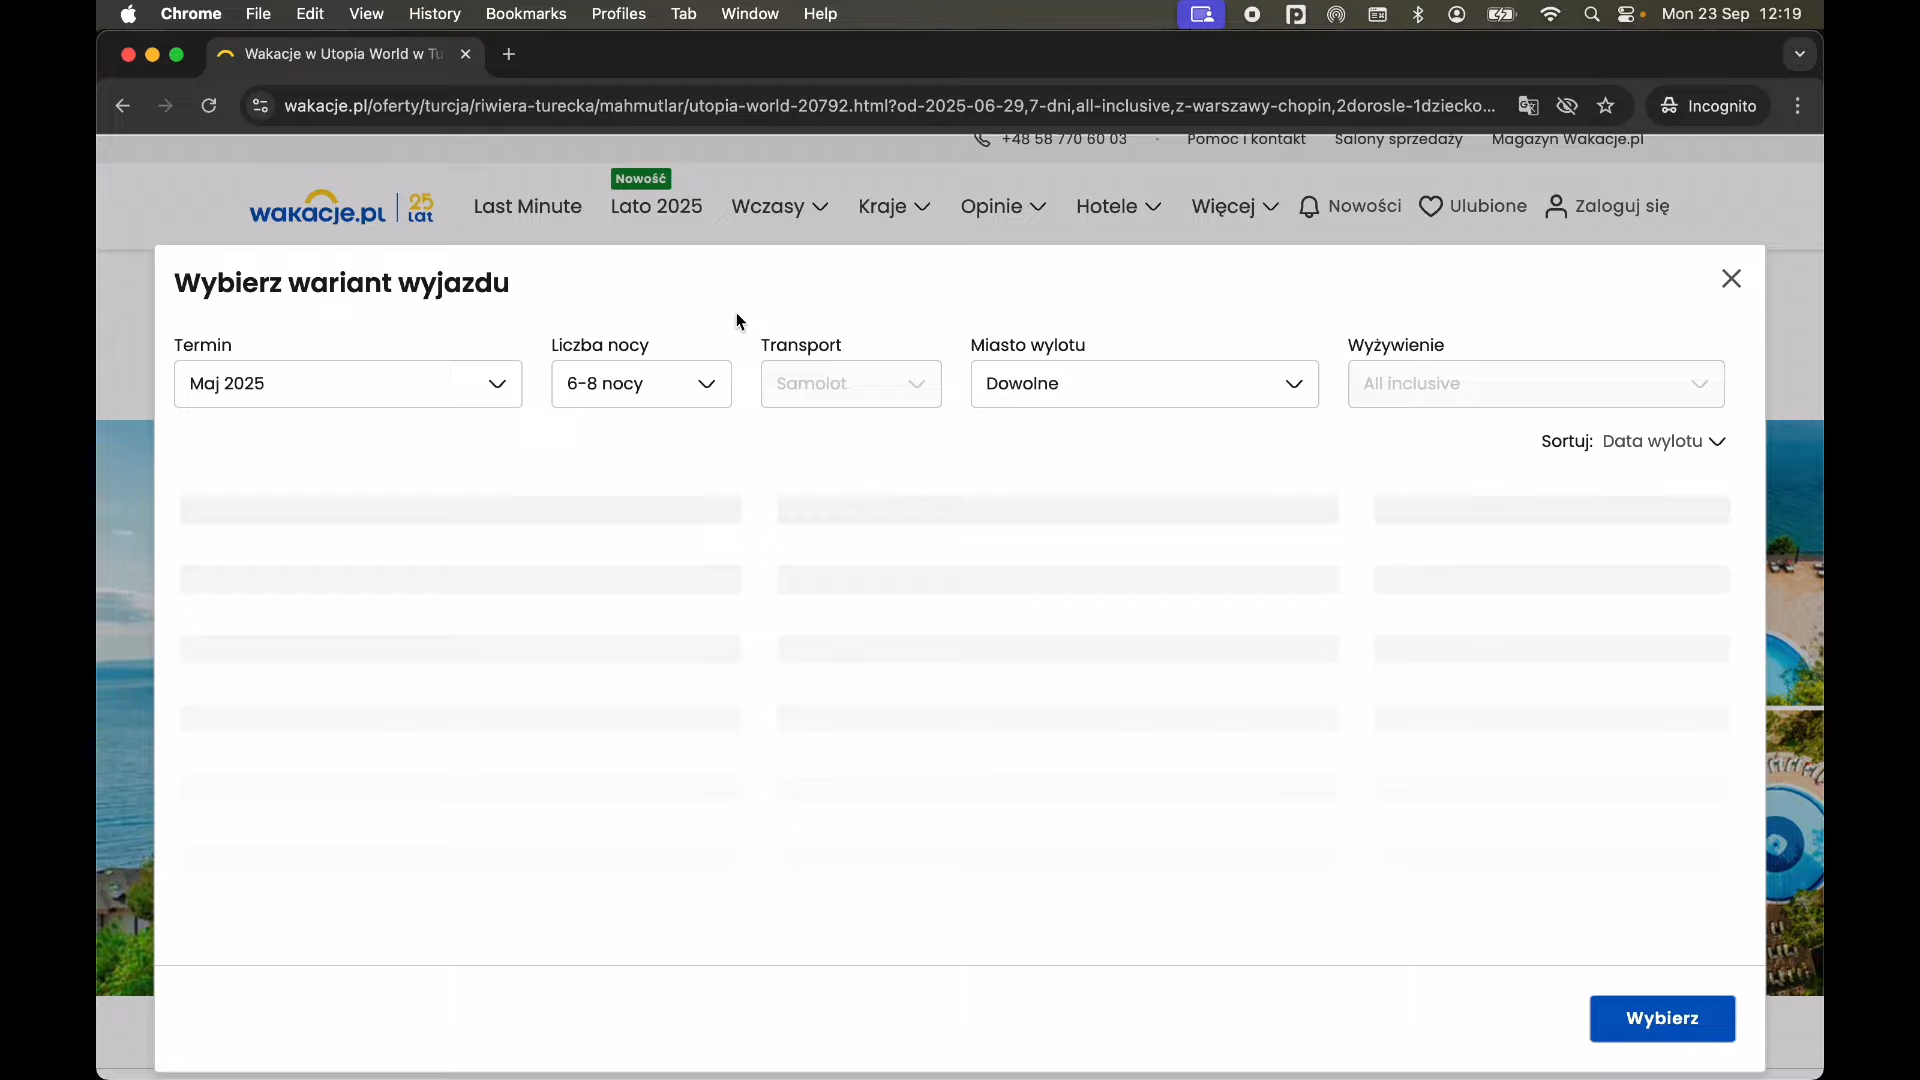 Chrome File Edit View History Bookmarks Profiles Tab Window Help Mon 23 Sep 12:19
Wakacje w Utopia World w Tu
wakacje.pl/oferty/turcja/riwiera-turecka/mahmutlar/utopia-world-20792.html?od-2025-06-29,7-dni,all-inclusive,z-warszawy-chopin,2dorosle-1dziecko... Incognito
+48 58 770 60 03 · Pomoc i kontakt Salony sprzedaży Magazyn Wakacje.pl
Nowość
wakacje.pl 25 lat Last Minute Lato 2025 Wczasy Kraje Opinie Hotele Więcej Nowości Ulubione Zaloguj się
Wybierz wariant wyjazdu
Termin Liczba nocy Transport Miasto wylotu Wyżywienie
Maj 2025 6-8 nocy Samolot Dowolne All inclusive
Sortuj: Data wylotu
Wybierz